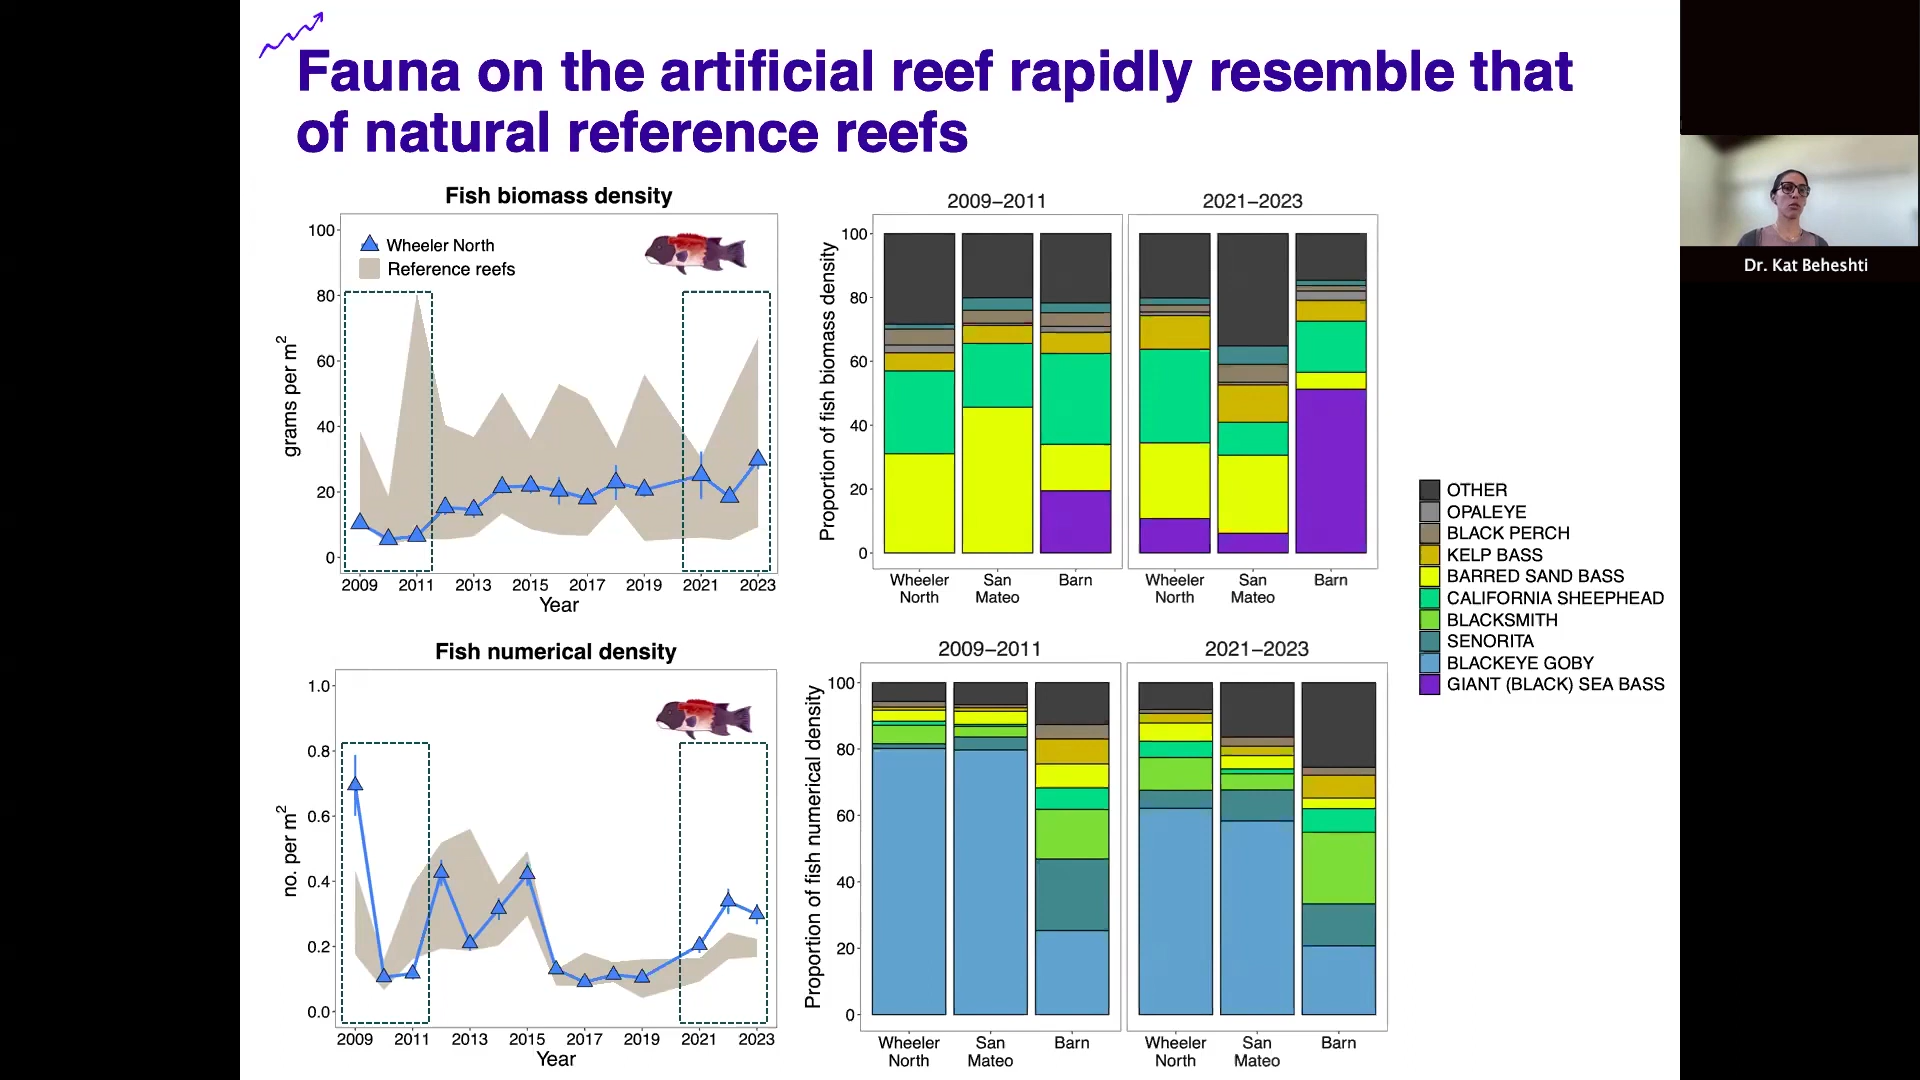 Fauna on the artificial reef rapidly resemble that
of natural reference reefs
Dr. Kat Beheshti
Fish biomass density
Wheeler North
Reference reefs
grams per m2
100
80
60
40
20
0
2009 2011 2013 2015 2017 2019 2021 2023
Year
2009–2011
2021–2023
Proportion of fish biomass density
100
80
60
40
20
0
Wheeler
North
San
Mateo
Barn
Wheeler
North
San
Mateo
Barn
OTHER
OPALEYE
BLACK PERCH
KELP BASS
BARRED SAND BASS
CALIFORNIA SHEEPHEAD
BLACKSMITH
SENORITA
BLACKEYE GOBY
GIANT (BLACK) SEA BASS
Fish numerical density
no. per m2
1.0
0.8
0.6
0.4
0.2
0.0
2009 2011 2013 2015 2017 2019 2021 2023
Year
2009–2011
2021–2023
Proportion of fish numerical density
100
80
60
40
20
0
Wheeler
North
San
Mateo
Barn
Wheeler
North
San
Mateo
Barn